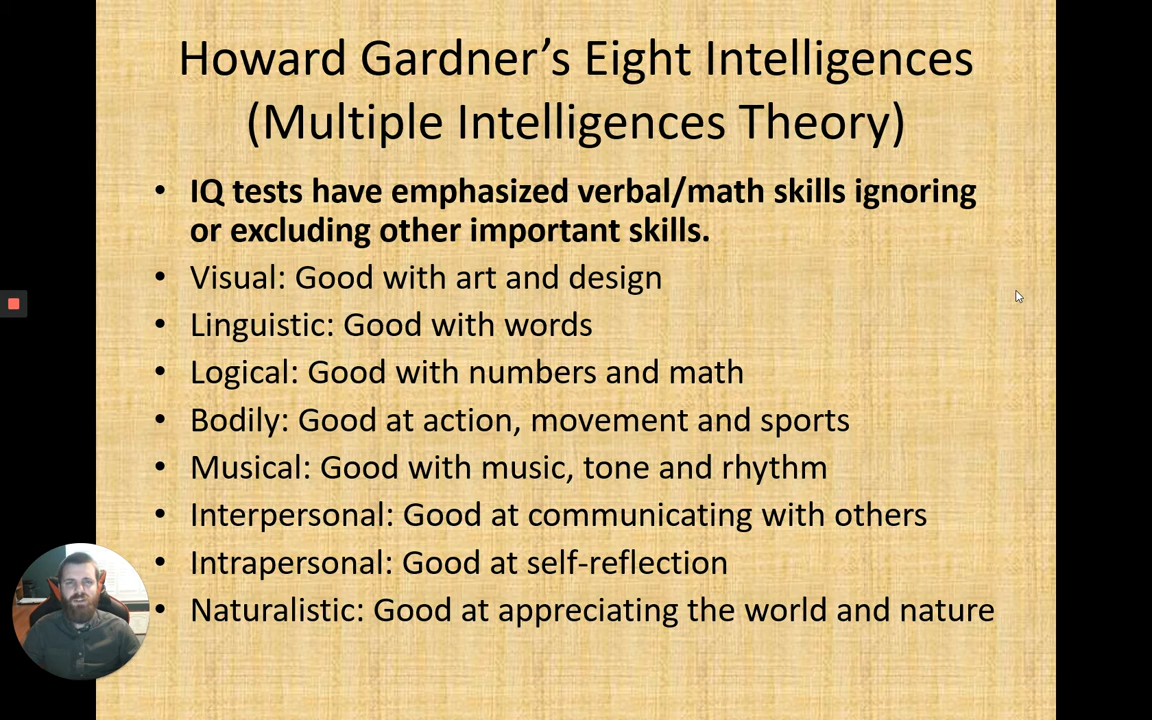 Howard Gardner’s Eight Intelligences
(Multiple Intelligences Theory)
• IQ tests have emphasized verbal/math skills ignoring
or excluding other important skills.
• Visual: Good with art and design
• Linguistic: Good with words
• Logical: Good with numbers and math
• Bodily: Good at action, movement and sports
• Musical: Good with music, tone and rhythm
• Interpersonal: Good at communicating with others
• Intrapersonal: Good at self-reflection
• Naturalistic: Good at appreciating the world and nature